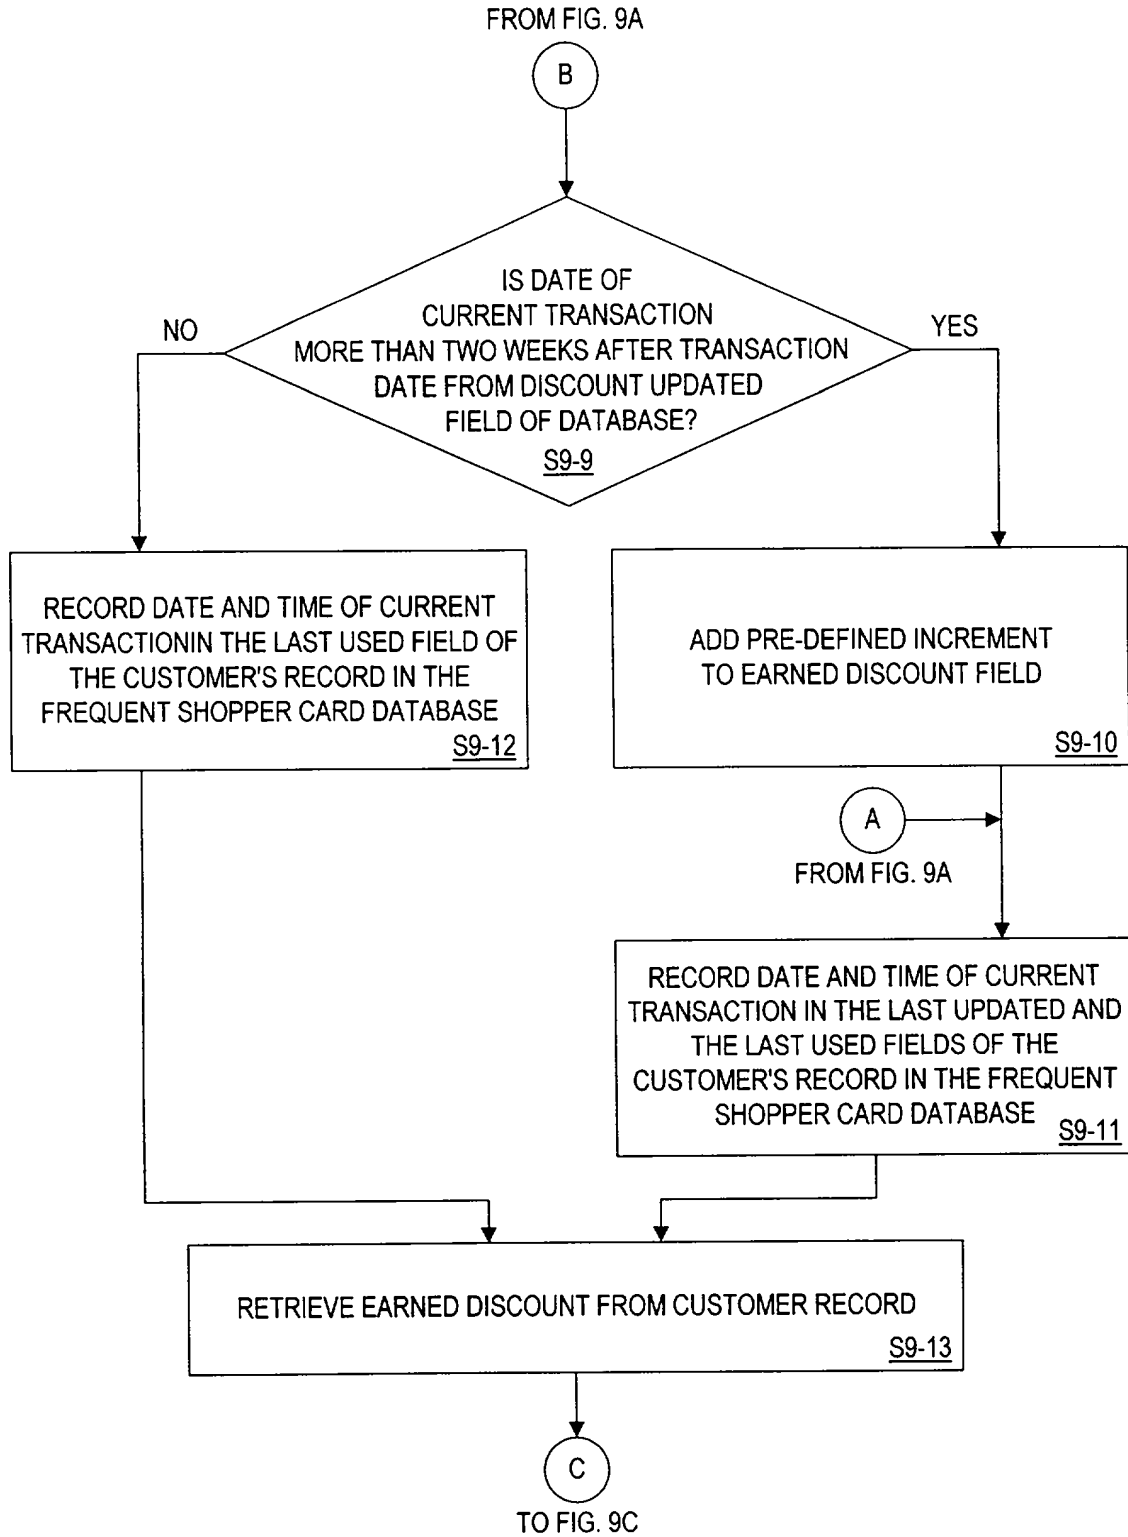 FROM FIG. 9A
B
IS DATE OF
CURRENT TRANSACTION
MORE THAN TWO WEEKS AFTER TRANSACTION
DATE FROM DISCOUNT UPDATED
FIELD OF DATABASE?
S9-9
NO
YES
RECORD DATE AND TIME OF CURRENT
TRANSACTIONIN THE LAST USED FIELD OF
THE CUSTOMER'S RECORD IN THE
FREQUENT SHOPPER CARD DATABASE
S9-12
ADD PRE-DEFINED INCREMENT
TO EARNED DISCOUNT FIELD
S9-10
A
FROM FIG. 9A
RECORD DATE AND TIME OF CURRENT
TRANSACTION IN THE LAST UPDATED AND
THE LAST USED FIELDS OF THE
CUSTOMER'S RECORD IN THE FREQUENT
SHOPPER CARD DATABASE
S9-11
RETRIEVE EARNED DISCOUNT FROM CUSTOMER RECORD
S9-13
C
TO FIG. 9C